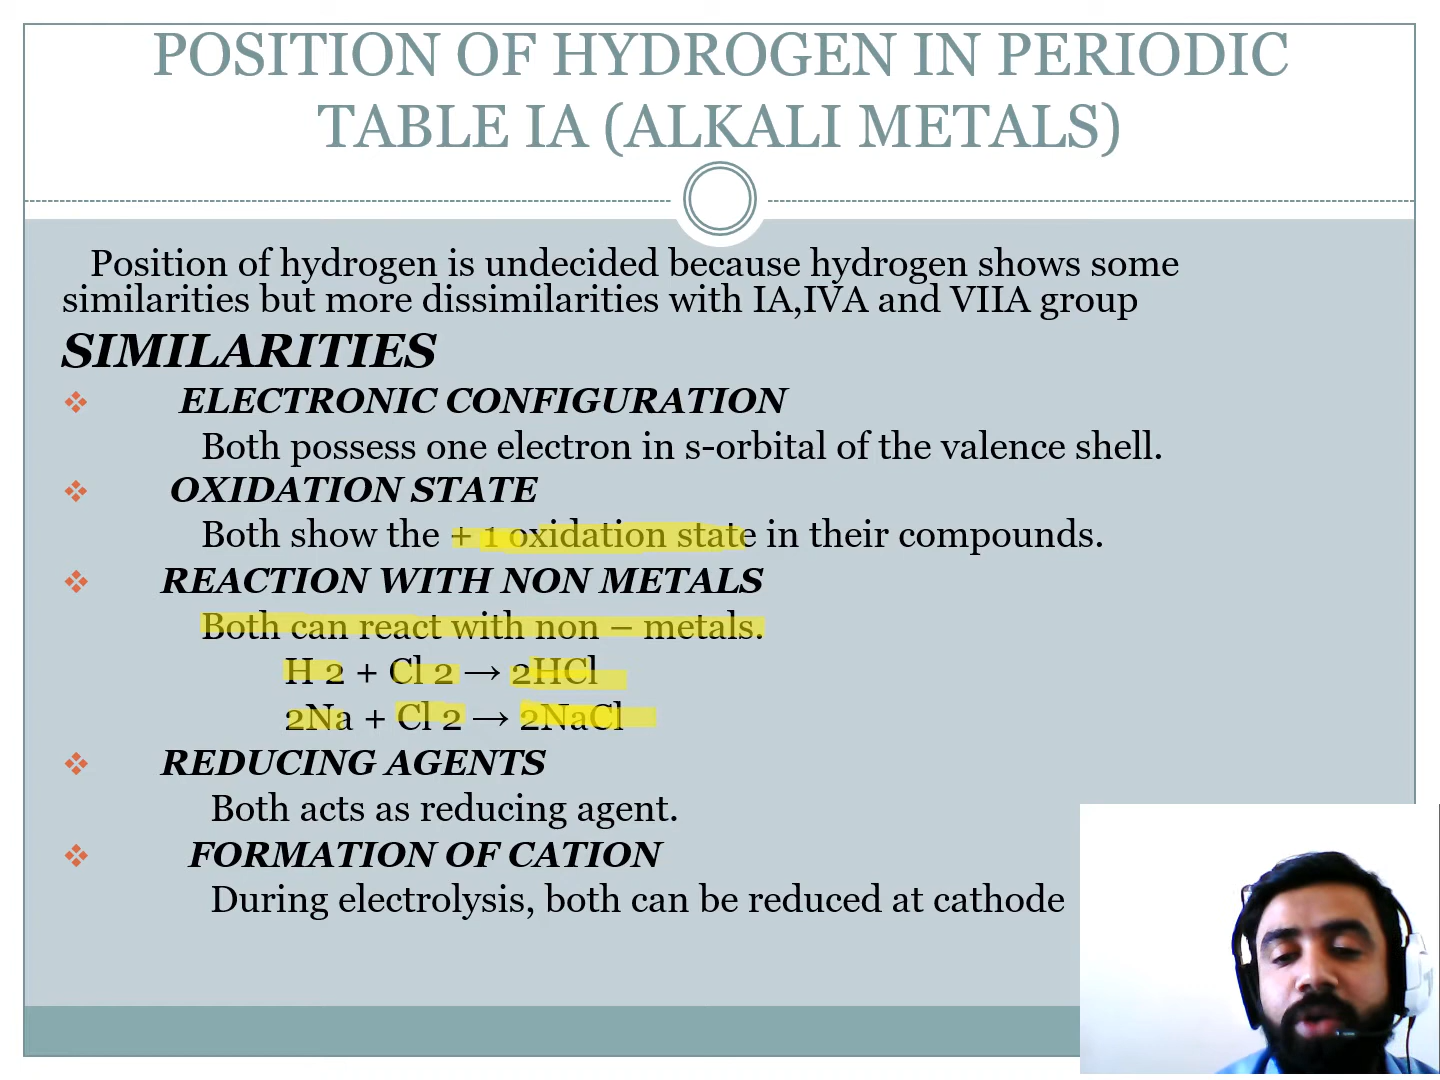 POSITION OF HYDROGEN IN PERIODIC
TABLE IA (ALKALI METALS)
Position of hydrogen is undecided because hydrogen shows some
similarities but more dissimilarities with IA,IVA and VIIA group
SIMILARITIES
ELECTRONIC CONFIGURATION
Both possess one electron in s-orbital of the valence shell.
OXIDATION STATE
Both show the + 1 oxidation state in their compounds.
REACTION WITH NON METALS
Both can react with non – metals.
H 2 + Cl 2 → 2HCl
2Na + Cl 2 → 2NaCl
REDUCING AGENTS
Both acts as reducing agent.
FORMATION OF CATION
During electrolysis, both can be reduced at cathode